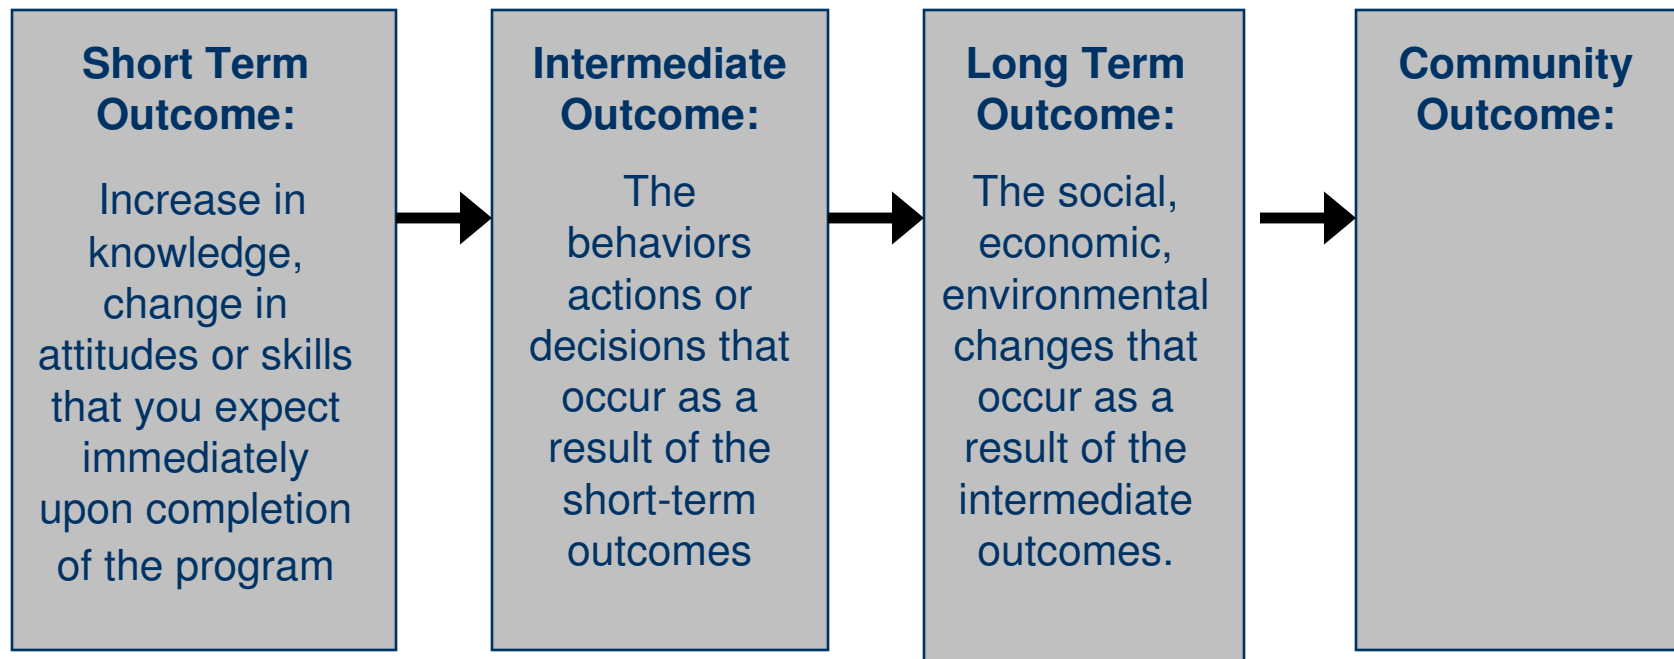 Short Term
Outcome:
Increase in
knowledge,
change in
attitudes or skills
that you expect
immediately
upon completion
of the program
Intermediate
Outcome:
The
behaviors
actions or
decisions that
occur as a
result of the
short-term
outcomes
Long Term
Outcome:
The social,
economic,
environmental
changes that
occur as a
result of the
intermediate
outcomes.
Community
Outcome: